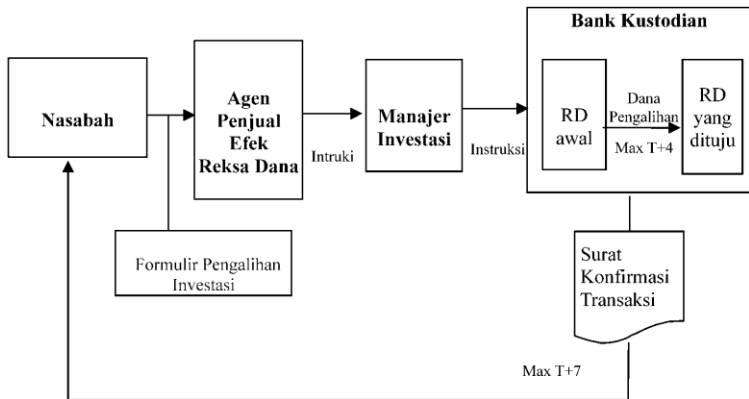 Bank Kustodian
Nasabah
Agen
Penjual
Efek
Reksa Dana
Intruki
Manajer
Investasi
Instruksi
RD
awal
Dana
Pengalihan
Max T+4
RD
yang
dituju
Formulir Pengalihan
Investasi
Surat
Konfirmasi
Transaksi
Max T+7